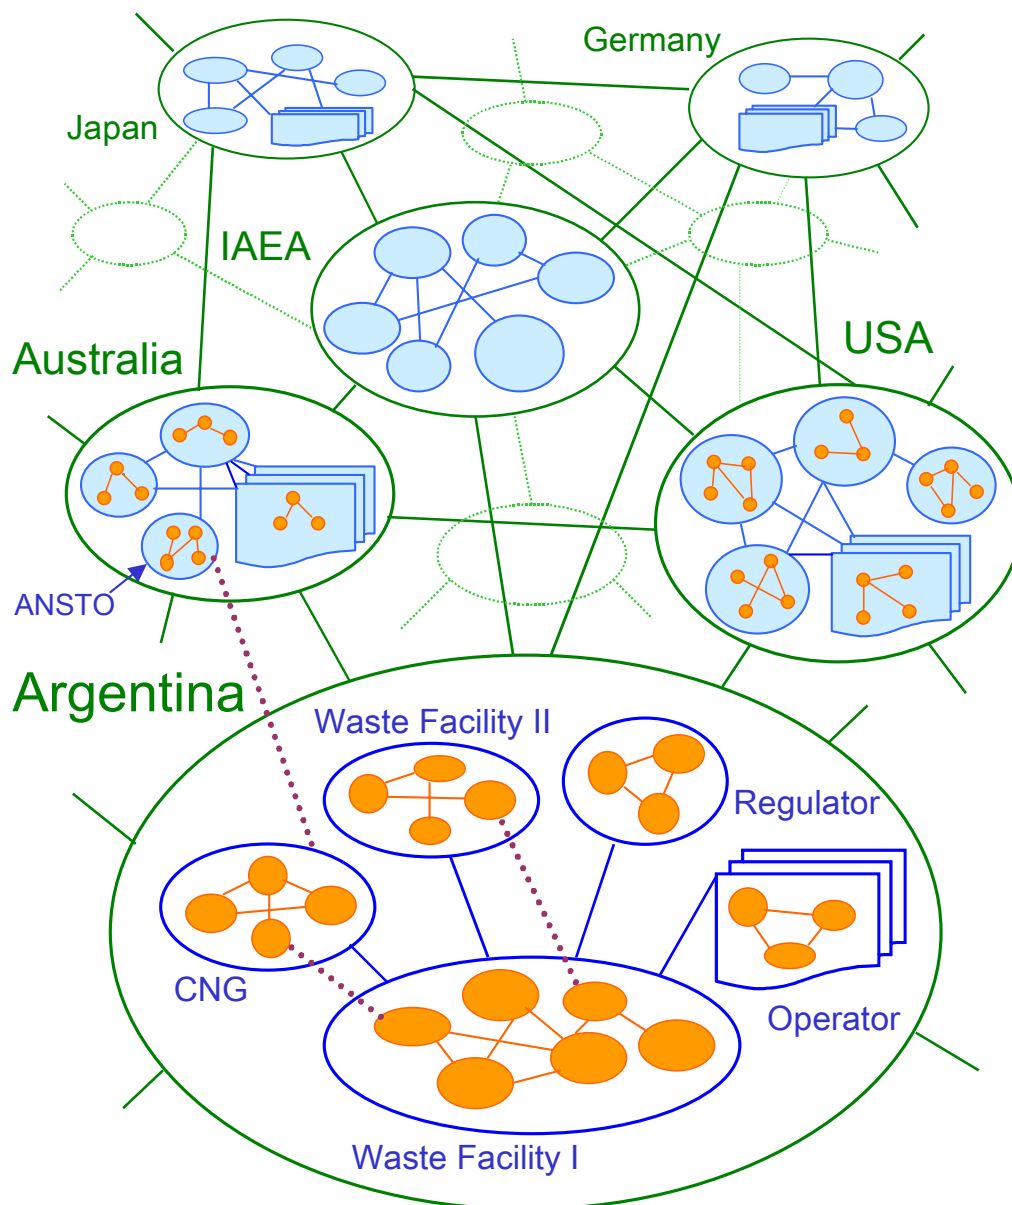 Germany
Japan
IAEA
USA
Australia
ANSTO
Argentina
Waste Facility II
Regulator
CNG
Operator
Waste Facility I